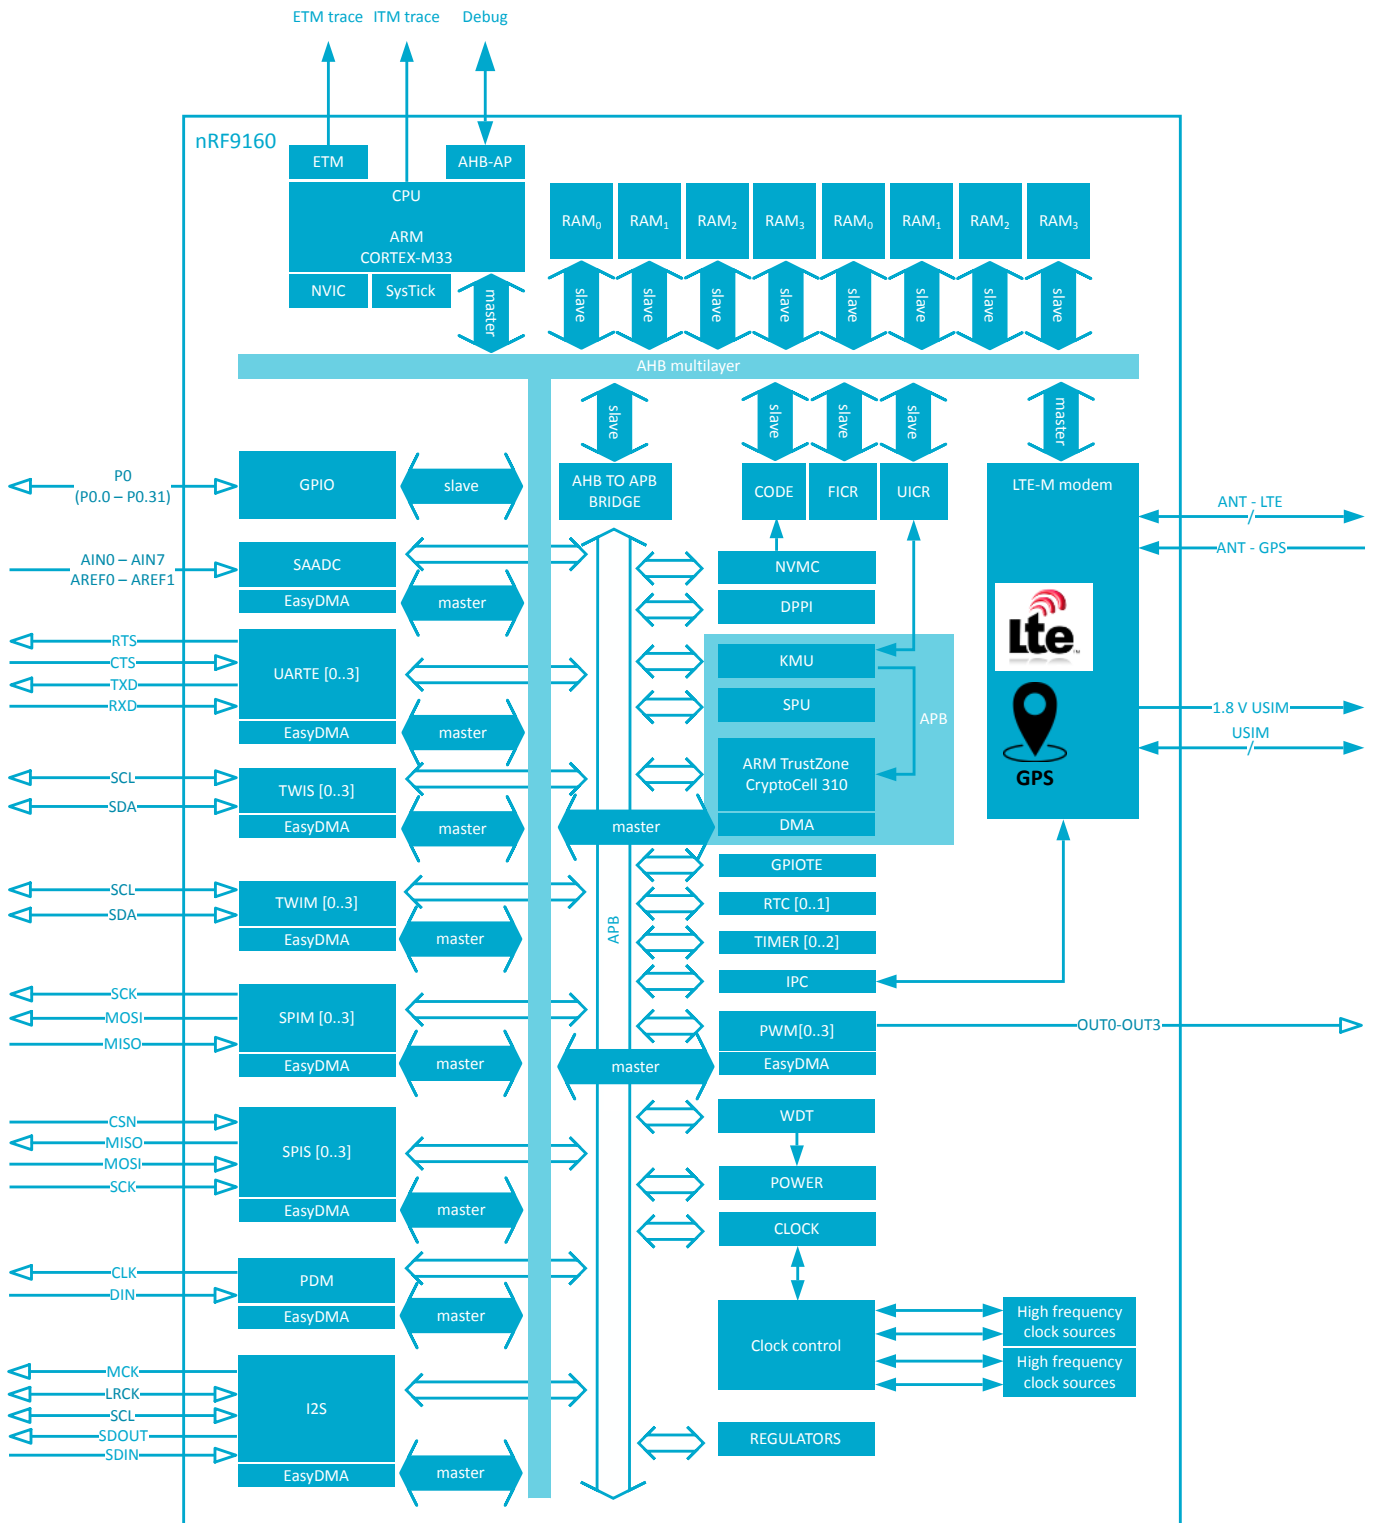 ETM trace ITM trace Debug
nRF9160
ETM AHB-AP
CPU
ARM
CORTEX-M33
NVIC SysTick
master
RAM0 RAM1 RAM2 RAM3 RAM0 RAM1 RAM2 RAM3
slave slave slave slave slave slave slave slave
AHB multilayer
slave slave slave slave master
P0
(P0.0 – P0.31)
GPIO
slave
AHB TO APB
BRIDGE
CODE FICR UICR
LTE-M modem
ANT - LTE
ANT - GPS
Lte
TM
GPS
1.8 V USIM
USIM
AIN0 – AIN7
AREF0 – AREF1
SAADC
EasyDMA
master
NVMC
DPPI
RTS
CTS
TXD
RXD
UARTE [0..3]
EasyDMA
master
KMU
SPU
APB
ARM TrustZone
CryptoCell 310
DMA
master
SCL
SDA
TWIS [0..3]
EasyDMA
master
GPIOTE
RTC [0..1]
TIMER [0..2]
IPC
APB
SCL
SDA
TWIM [0..3]
EasyDMA
master
SCK
MOSI
MISO
SPIM [0..3]
EasyDMA
master
PWM[0..3]
EasyDMA
master
OUT0-OUT3
CSN
MISO
MOSI
SCK
SPIS [0..3]
EasyDMA
master
WDT
POWER
CLOCK
CLK
DIN
PDM
EasyDMA
master
Clock control
High frequency
clock sources
High frequency
clock sources
MCK
LRCK
SCL
SDOUT
SDIN
I2S
EasyDMA
master
REGULATORS